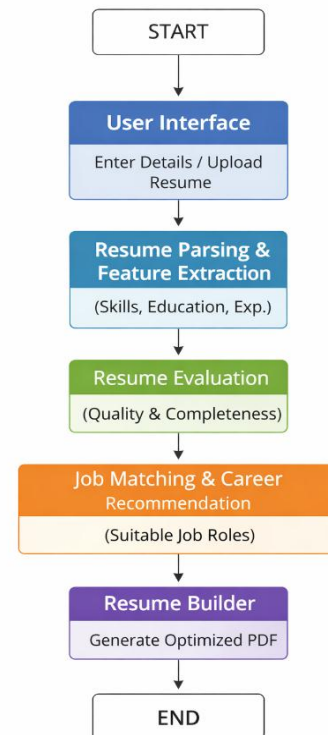 START
User Interface
Enter Details / Upload
Resume
Resume Parsing &
Feature Extraction
(Skills, Education, Exp.)
Resume Evaluation
(Quality & Completeness)
Job Matching & Career
Recommendation
(Suitable Job Roles)
Resume Builder
Generate Optimized PDF
END